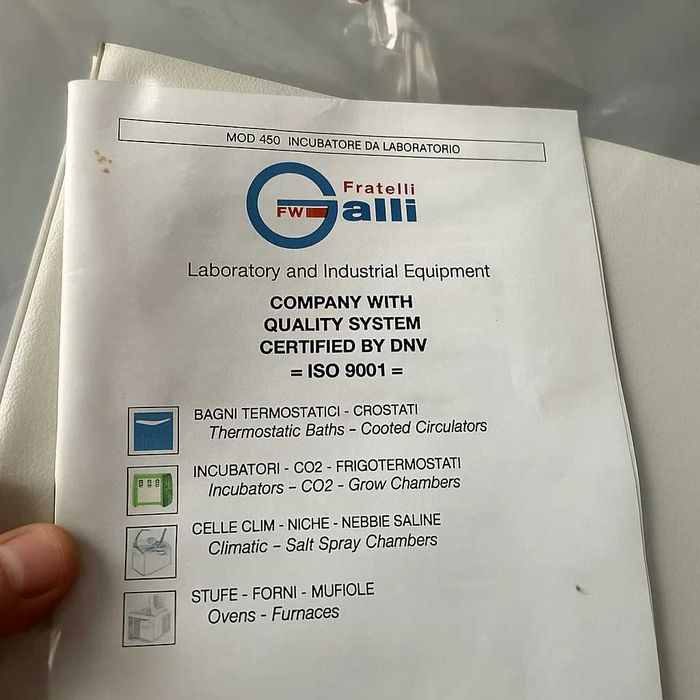 MOD 450 INCUBATORE DA LABORATORIO
Fratelli
Galli
FW
Laboratory and Industrial Equipment
COMPANY WITH
QUALITY SYSTEM
CERTIFIED BY DNV
= ISO 9001 =
BAGNI TERMOSTATICI - CROSTATI
Thermostatic Baths – Cooted Circulators
INCUBATORI - CO2 - FRIGOTERMOSTATI
Incubators – CO2 - Grow Chambers
CELLE CLIM - NICHE - NEBBIE SALINE
Climatic – Salt Spray Chambers
STUFE - FORNI - MUFIOLE
Ovens - Furnaces